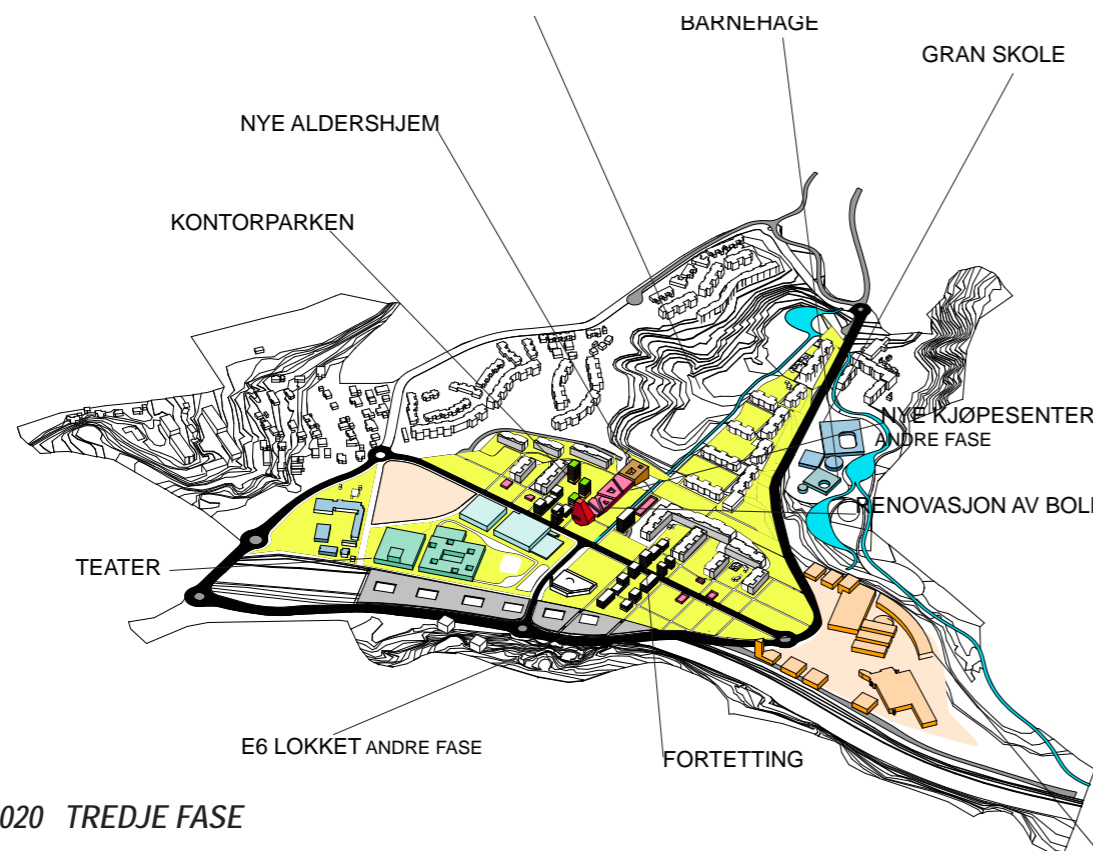 BARNEHAGE
GRAN SKOLE
NYE ALDERSHJEM
KONTORPARKEN
NYE KJØPESENTER
ANDRE FASE
RENOVASJON AV BOLI
TEATER
E6 LOKKET ANDRE FASE
FORTETTING
020 TREDJE FASE